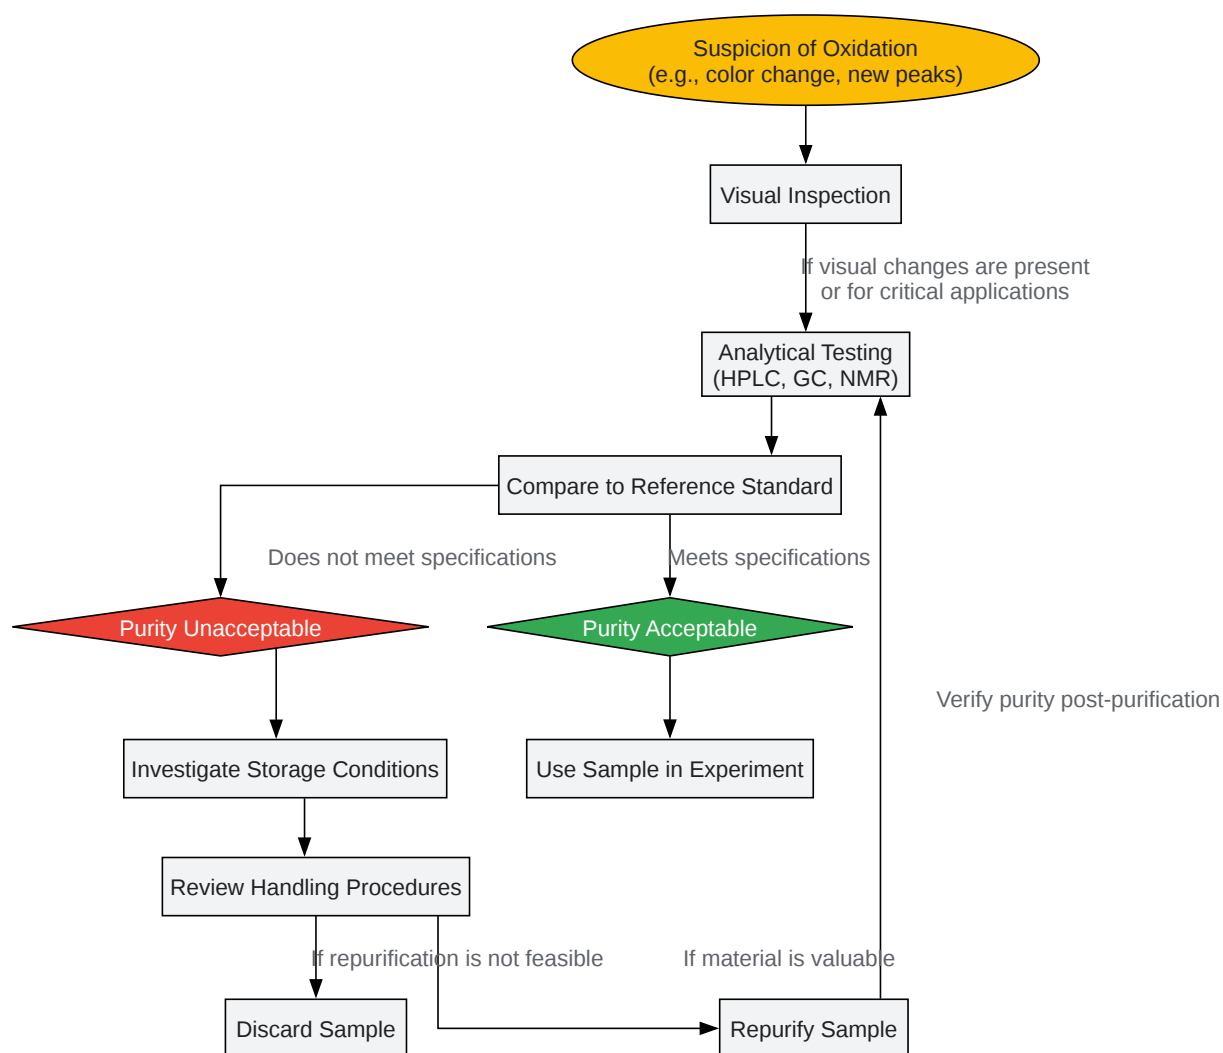 Suspicion of Oxidation
(e.g., color change, new peaks)
Visual Inspection
If visual changes are present
or for critical applications
Analytical Testing
(HPLC, GC, NMR)
Compare to Reference Standard
Does not meet specifications
Meets specifications
Purity Unacceptable
Purity Acceptable
Verify purity post-purification
Investigate Storage Conditions
Use Sample in Experiment
Review Handling Procedures
If repurification is not feasible
If material is valuable
Discard Sample
Repurify Sample